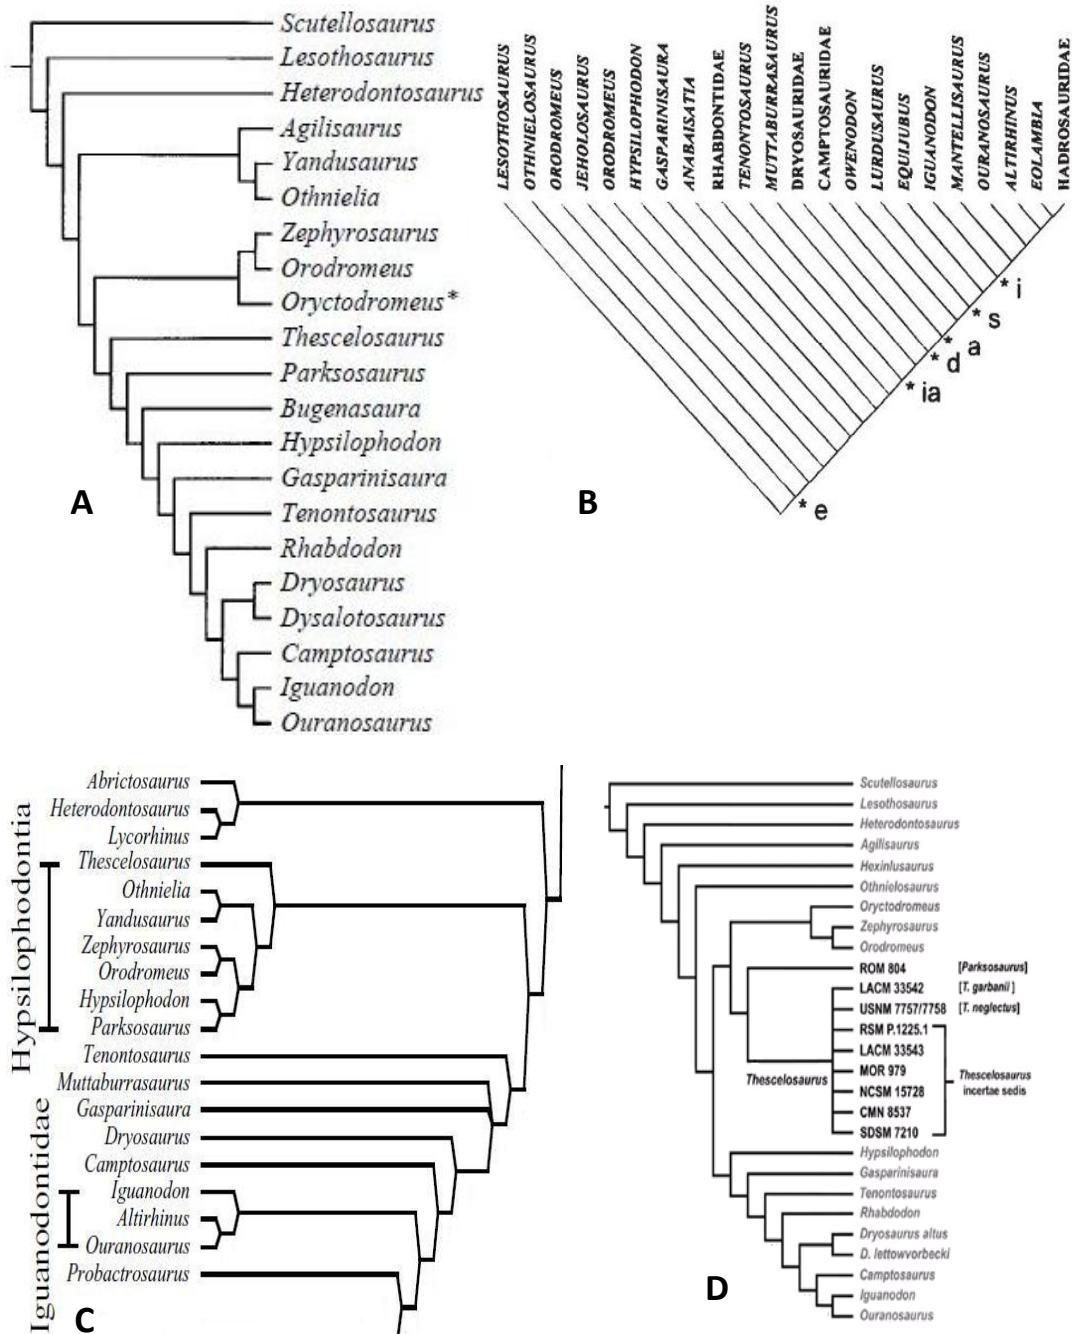 Scutellosaurus
Lesothosaurus
Heterodontosaurus
Agilisaurus
Yandusaurus
Othnielia
Zephyrosaurus
Orodromeus
Oryctodromeus*
Thescelosaurus
Parksosaurus
Bugenasaura
Hypsilophodon
Gasparinisaura
Tenontosaurus
Rhabdodon
Dryosaurus
Dysalotosaurus
Camptosaurus
Iguanodon
Ouranosaurus
A
LESOTHOSAURUS
OTHNIELOSAURUS
ORODROMEUS
JEHOLOSAURUS
ORODROMEUS
HYPSILOPHODON
GASPARINISAURA
ANABAISATIA
RHABDONTIDAE
TENONTOSAURUS
MUTTABURRASAURUS
DRYOSAURIDAE
CAMPTOSAURIDAE
OWENODON
LURDUSAURUS
EQUIJUBUS
IGUANODON
MANTELLISAURUS
OURANOSAURUS
ALTIRHINUS
EOLAMBIA
HADROSAURIDAE
* i
* s
* a
* d
* ia
* e
B
Hypsilophodontia
Abrictosaurus
Heterodontosaurus
Lycorhinus
Thescelosaurus
Othnielia
Yandusaurus
Zephyrosaurus
Orodromeus
Hypsilophodon
Parksosaurus
Tenontosaurus
Muttaburrasaurus
Gasparinisaura
Dryosaurus
Camptosaurus
Iguanodon
Altirhinus
Ouranosaurus
Probactrosaurus
Iguanodontidae
C
Scutellosaurus
Lesothosaurus
Heterodontosaurus
Agilisaurus
Hexinlusaurus
Othnielosaurus
Oryctodromeus
Zephyrosaurus
Orodromeus
ROM 804 [Parksosaurus]
LACM 33542 [T. garbanii ]
USNM 7757/7758 [T. neglectus]
RSM P.1225.1
LACM 33543
MOR 979
NCSM 15728
CMN 8537
SDSM 7210
Thescelosaurus
Thescelosaurus
incertae sedis
Hypsilophodon
Gasparinisaura
Tenontosaurus
Rhabdodon
Dryosaurus altus
D. lettowvorbecki
Camptosaurus
Iguanodon
Ouranosaurus
D